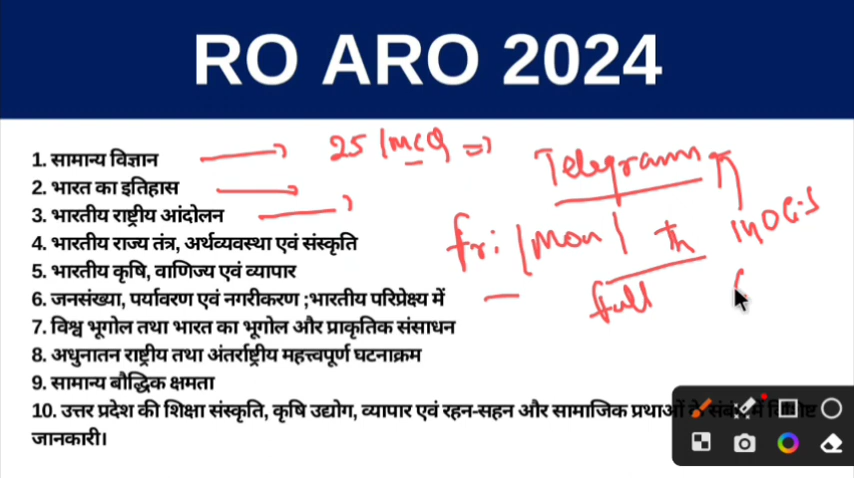 RO ARO 2024
1. सामान्य विज्ञान
25 MCQ
Telegram
2. भारत का इतिहास
3. भारतीय राष्ट्रीय आंदोलन
fri | Mon | Th
4. भारतीय राज्य तंत्र, अर्थव्यवस्था एवं संस्कृति
5. भारतीय कृषि, वाणिज्य एवं व्यापार
full
6. जनसंख्या, पर्यावरण एवं नगरीकरण ;भारतीय परिप्रेक्ष्य में
7. विश्व भूगोल तथा भारत का भूगोल और प्राकृतिक संसाधन
8. अधुनातन राष्ट्रीय तथा अंतर्राष्ट्रीय महत्त्वपूर्ण घटनाक्रम
9. सामान्य बौद्धिक क्षमता
10. उत्तर प्रदेश की शिक्षा संस्कृति, कृषि उद्योग, व्यापार एवं रहन-सहन और सामाजिक प्रथाओं के संबंध में विशिष्ट
जानकारी।